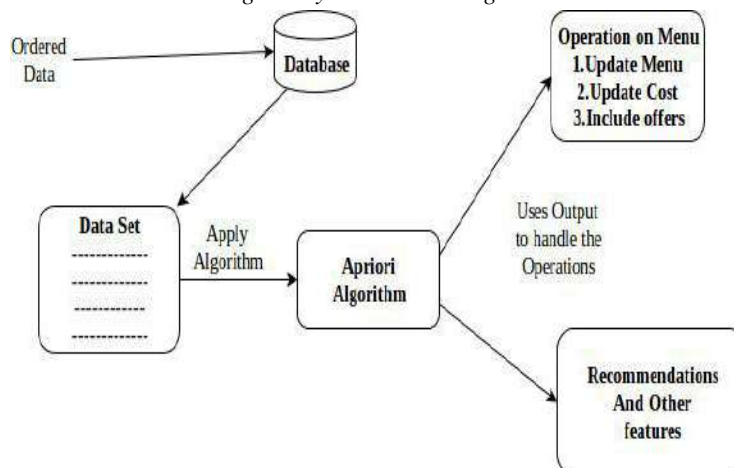 Ordered
Data
Database
Operation on Menu
1.Update Menu
2.Update Cost
3.Include offers
Data Set
Apply
Algorithm
Apriori
Algorithm
Uses Output
to handle the
Operations
Recommendations
And Other
features